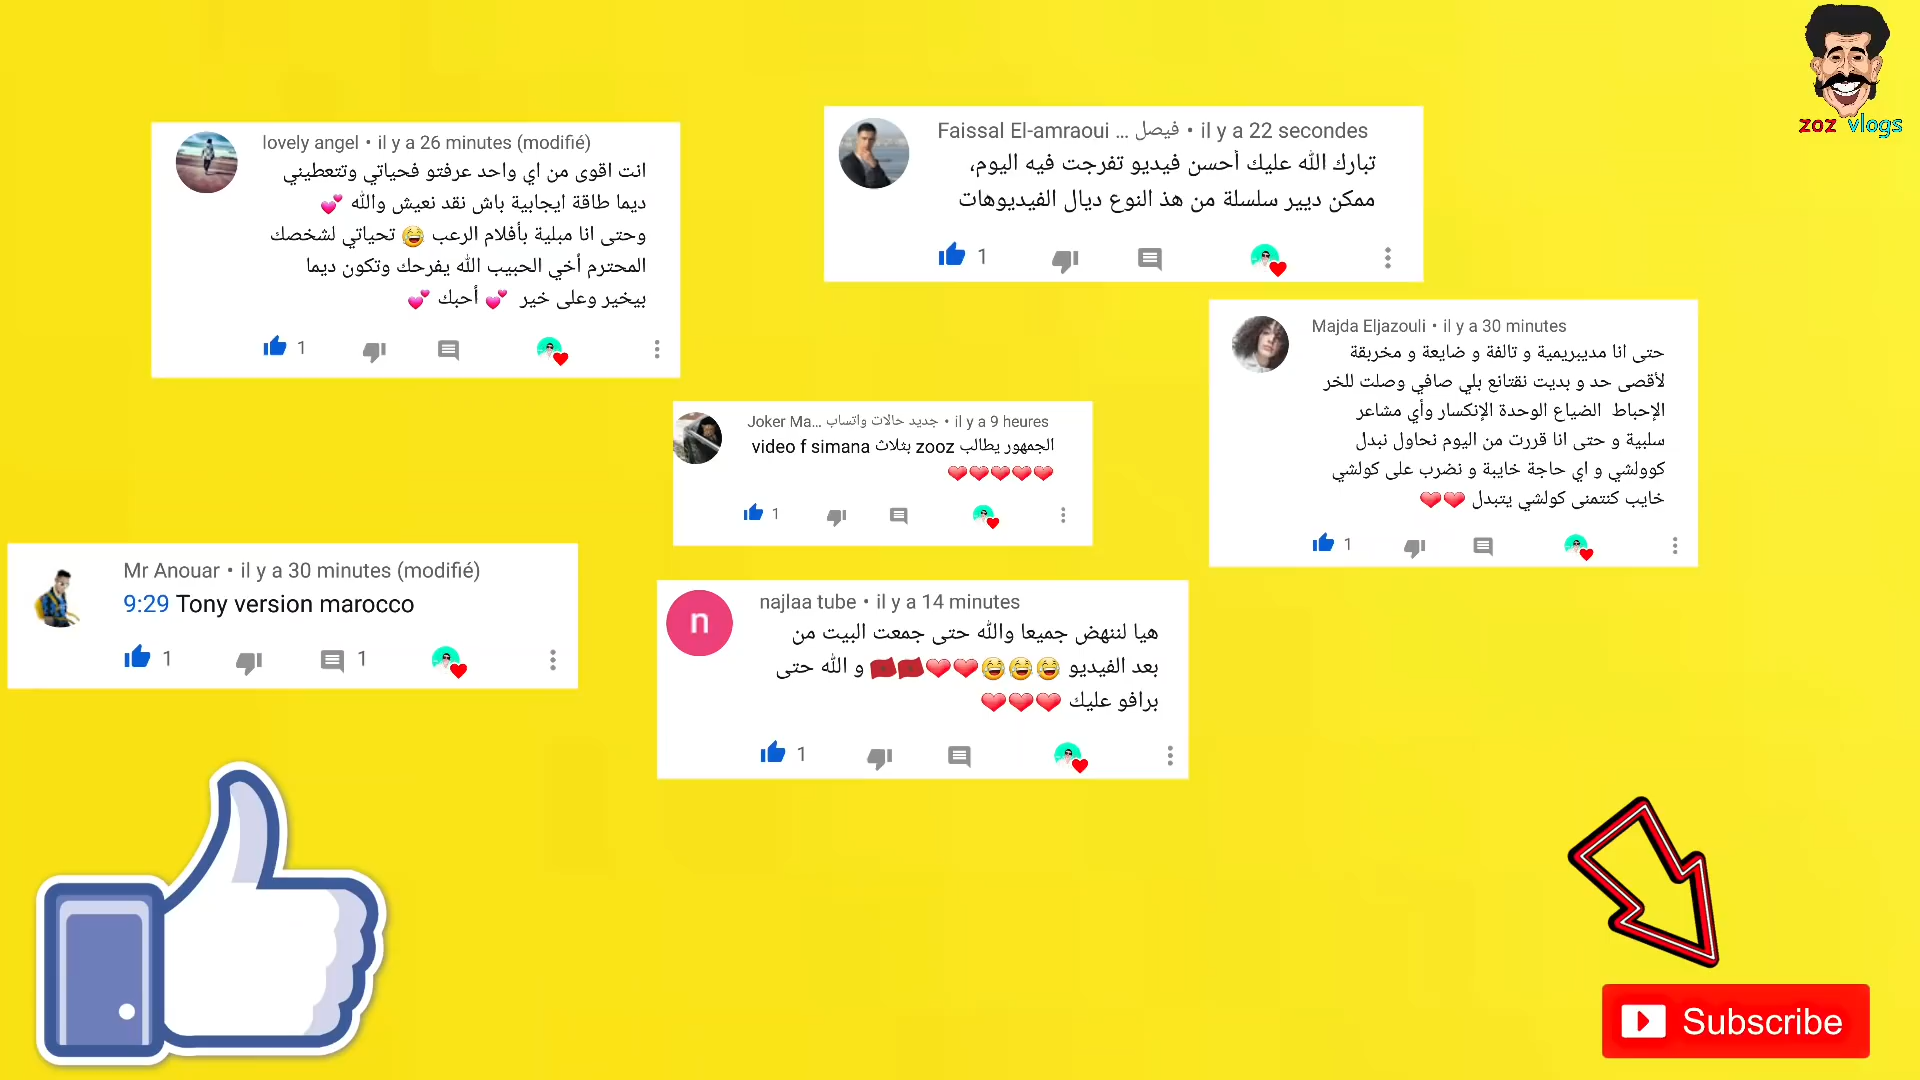 zoz vlogs
lovely angel • il y a 26 minutes (modifié)
انت اقوى من اي واحد عرفتو فحياتي وتتعطيني
ديما طاقة ايجابية باش نقد نعيش والله 💕
وحتى انا مبلية بأفلام الرعب 😂 تحياتي لشخصك
المحترم أخي الحبيب الله يفرحك وتكون ديما
بيخير وعلى خير 💕 أحبك 💕
1
Faissal El-amraoui ... فيصل • il y a 22 secondes
تبارك الله عليك أحسن فيديو تفرجت فيه اليوم،
ممكن ديير سلسلة من هذ النوع ديال الفيديوهات
1
Majda Eljazouli • il y a 30 minutes
حتى انا مديبريمية و تالفة و ضايعة و مخربقة
لأقصى حد و بديت نقتانع بلي صافي وصلت للخر
الإحباط الضياع الوحدة الإنكسار وأي مشاعر
سلبية و حتى انا قررت من اليوم نحاول نبدل
كوولشي و اي حاجة خايبة و نضرب على كولشي
خايب كنتمنى كولشي يتبدل ❤❤
1
Joker Ma... جديد حالات واتساب • il y a 9 heures
الجمهور يطالب zooz بثلاث video f simana
❤❤❤❤❤
1
Mr Anouar • il y a 30 minutes (modifié)
9:29 Tony version marocco
1 1
n
najlaa tube • il y a 14 minutes
هيا لننهض جميعا والله حتى جمعت البيت من
بعد الفيديو 😂😂😂❤❤🇲🇦🇲🇦 و الله حتى
برافو عليك ❤❤❤
1
Subscribe